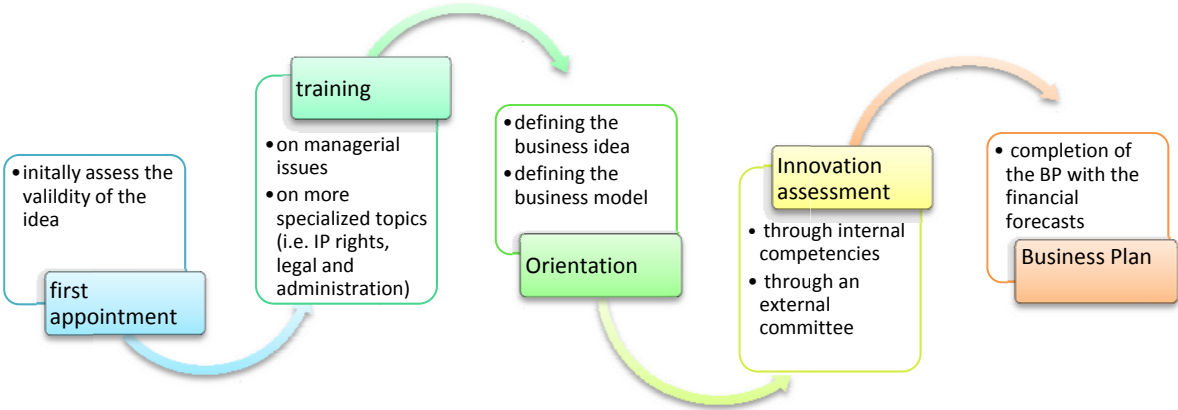 • initally assess the
valildity of the
idea
first
appointment
training
• on managerial
issues
• on more
specialized topics
(i.e. IP rights,
legal and
administration)
• defining the
business idea
• defining the
business model
Orientation
Innovation
assessment
• through internal
competencies
• through an
external
committee
• completion of
the BP with the
financial
forecasts
Business Plan